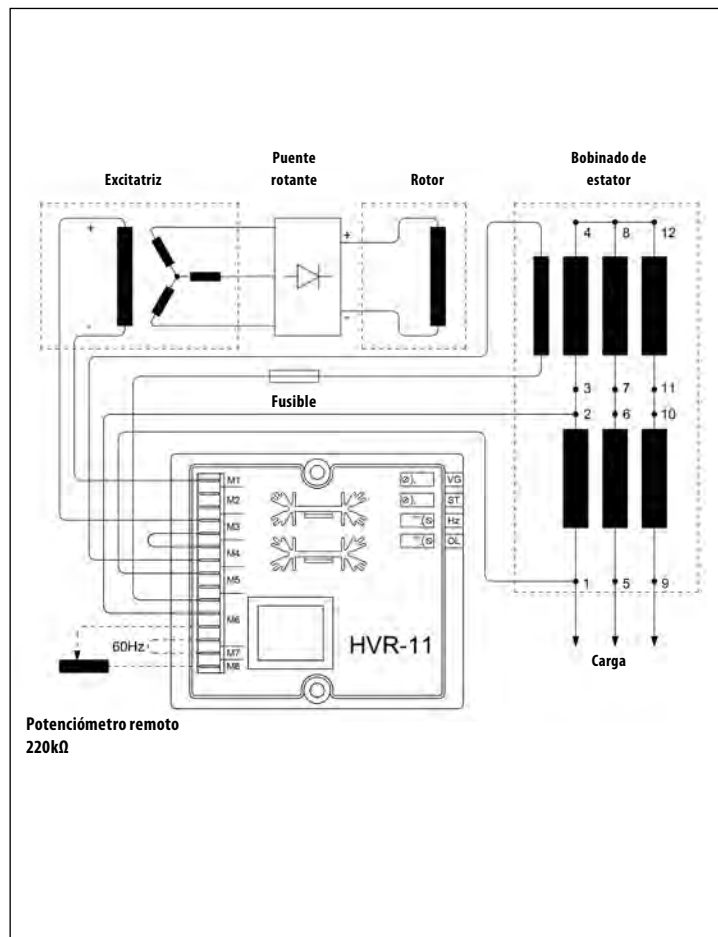 Excitatriz
Puente
rotante
Rotor
Bobinado de
estator
+
-
+
-
4 8 12
3 7 11
2 6 10
Fusible
M1
M2
M3
M4
M5
M6
M7
M8
VG
ST
Hz
OL
60Hz
HVR-11
1 5 9
Carga
Potenciómetro remoto
220kΩ